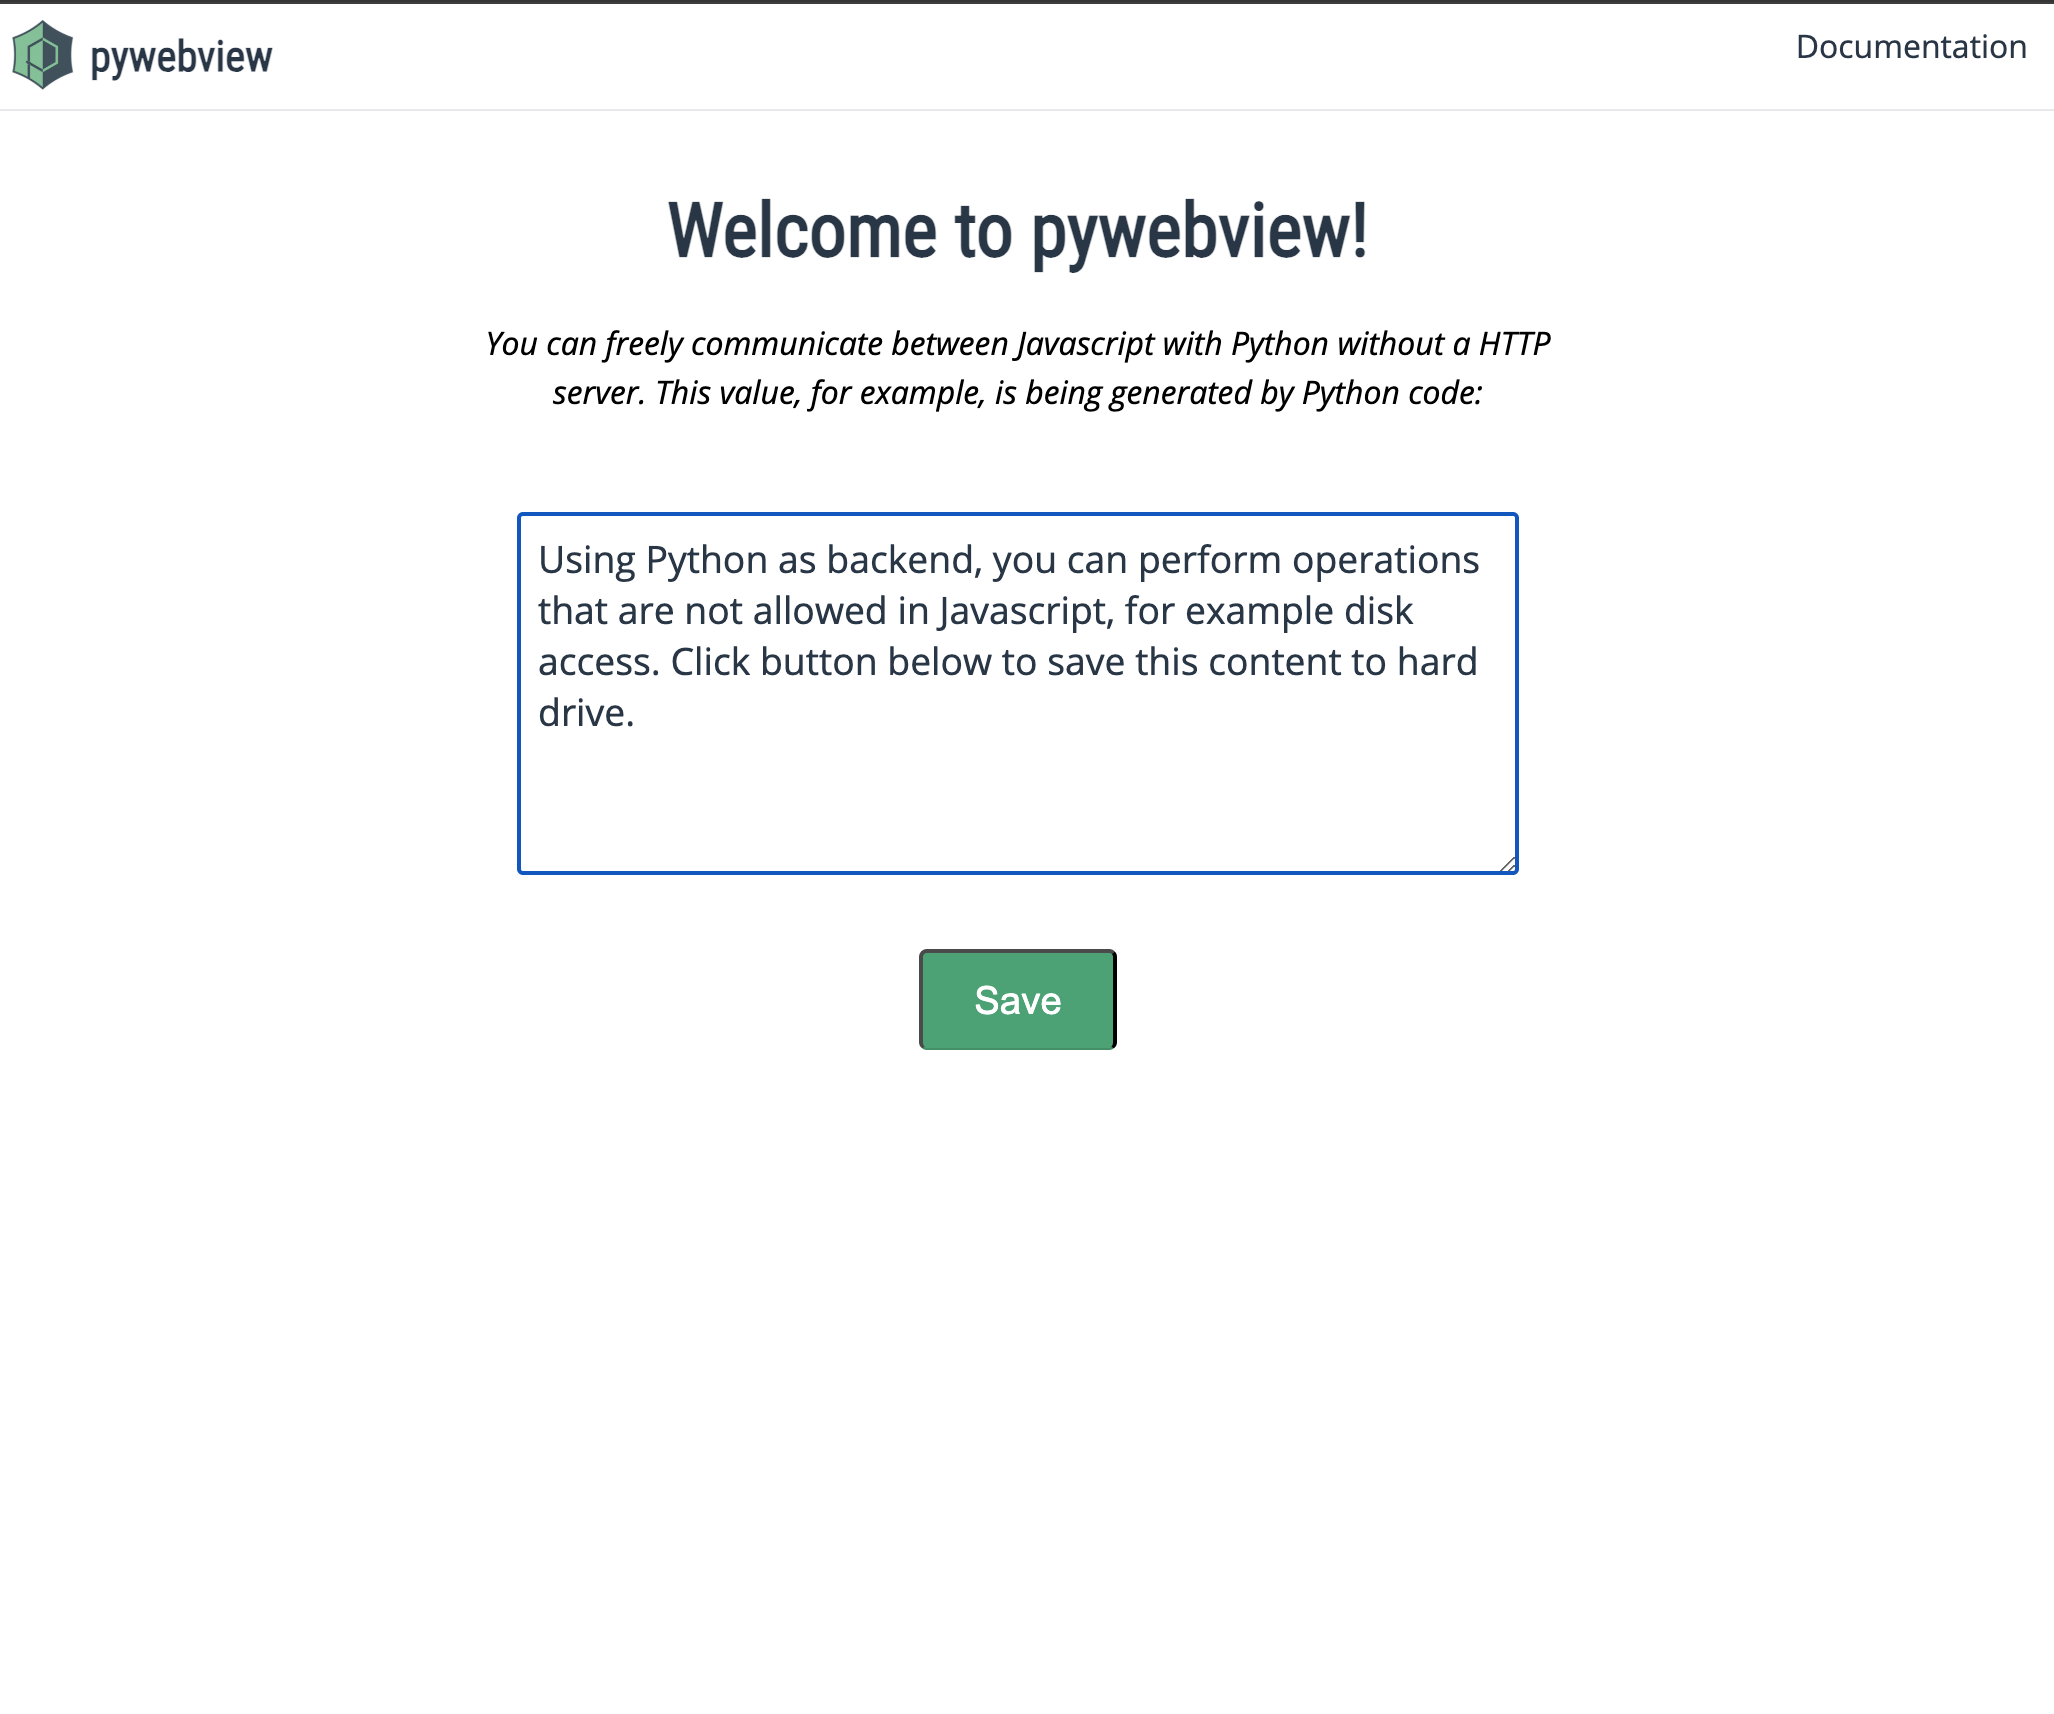 pywebview
Documentation
Welcome to pywebview!
You can freely communicate between Javascript with Python without a HTTP
server. This value, for example, is being generated by Python code:
Using Python as backend, you can perform operations
that are not allowed in Javascript, for example disk
access. Click button below to save this content to hard
drive.
Save